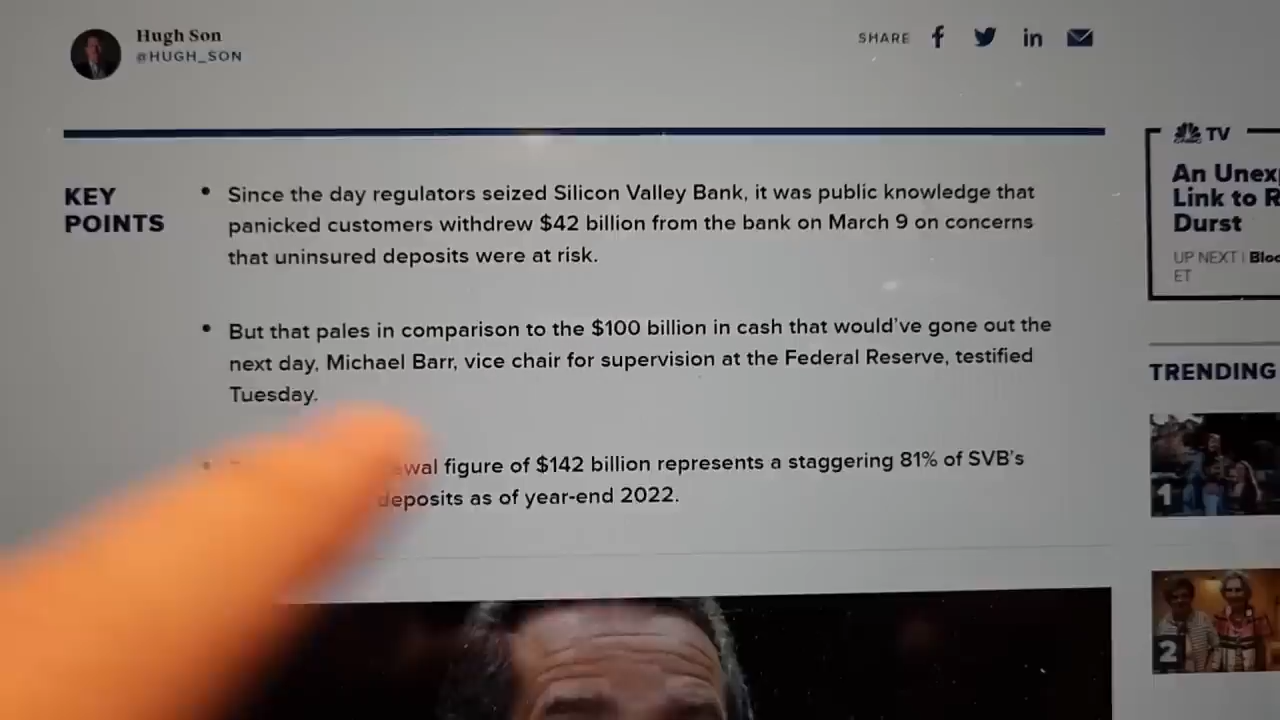 Hugh Son
@HUGH_SON
SHARE
KEY
POINTS
• Since the day regulators seized Silicon Valley Bank, it was public knowledge that
panicked customers withdrew $42 billion from the bank on March 9 on concerns
that uninsured deposits were at risk.
• But that pales in comparison to the $100 billion in cash that would've gone out the
next day, Michael Barr, vice chair for supervision at the Federal Reserve, testified
Tuesday.
figure of $142 billion represents a staggering 81% of SVB's
deposits as of year-end 2022.
TV
An
Link to
Durst
UP NEXT |
ET
TRENDING
1
2